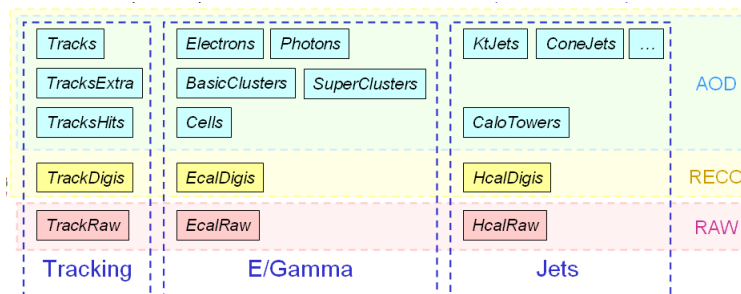 Tracks Electrons Photons KtJets ConeJets ...
TracksExtra BasicClusters SuperClusters AOD
TracksHits Cells CaloTowers
TrackDigis EcalDigis HcalDigis RECO
TrackRaw EcalRaw HcalRaw RAW
Tracking E/Gamma Jets